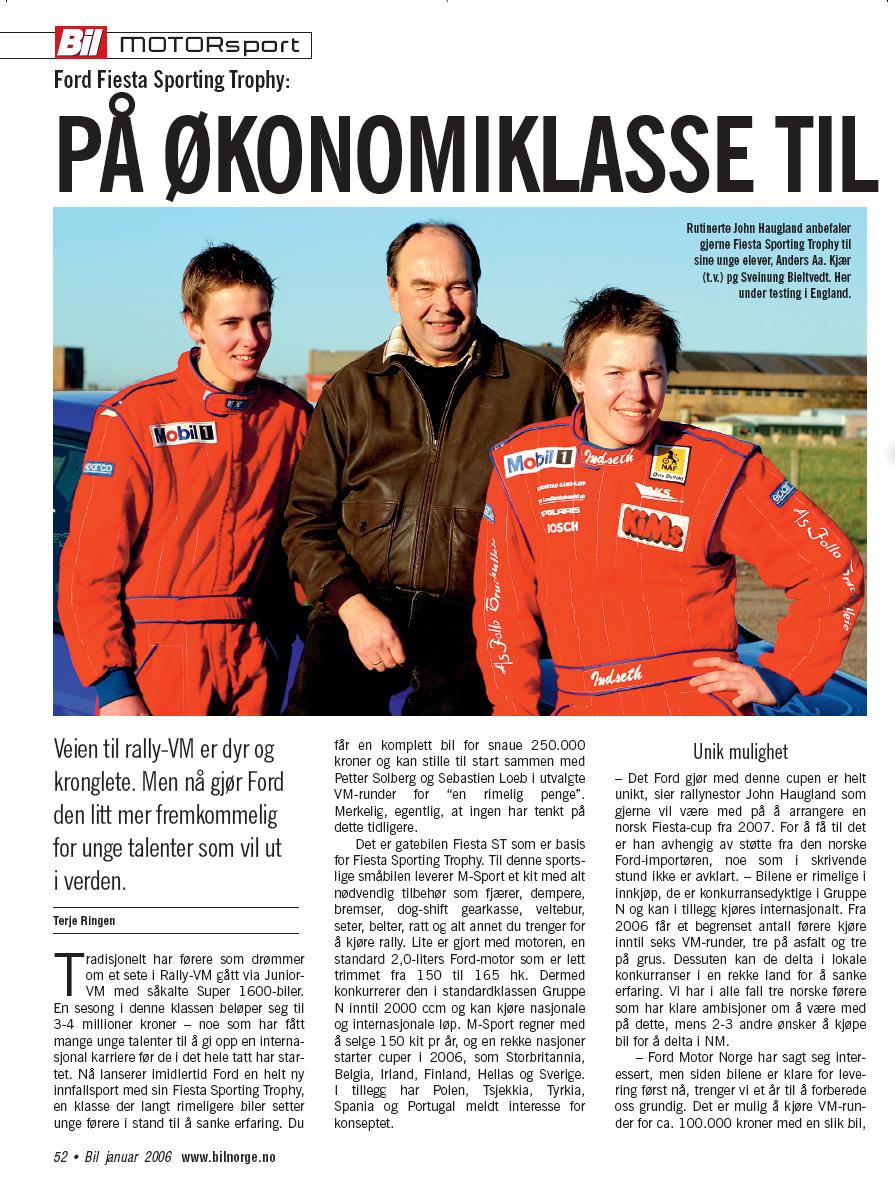 Bil MOTORsport
Ford Fiesta Sporting Trophy:
PÅ ØKONOMIKLASSE TIL
Rutinerte John Haugland anbefaler
gjerne Fiesta Sporting Trophy til
sine unge elever, Anders Aa. Kjær
(t.v.) pg Sveinung Bieltvedt. Her
under testing i England.
Mobil 1
sparco
Mobil 1
Indseth
NAF
POLARIS
BOSCH
KiMs
A/S Follo
A/S Follo
Indseth
Veien til rally-VM er dyr og
kronglete. Men nå gjør Ford
den litt mer fremkommelig
for unge talenter som vil ut
i verden.
Terje Ringen
Tradisjonelt har førere som drømmer
om et sete i Rally-VM gått via Junior-
VM med såkalte Super 1600-biler.
En sesong i denne klassen beløper seg til
3-4 millioner kroner – noe som har fått
mange unge talenter til å gi opp en interna-
sjonal karriere før de i det hele tatt har star-
tet. Nå lanserer imidlertid Ford en helt ny
innfallsport med sin Fiesta Sporting Trophy,
en klasse der langt rimeligere biler setter
unge førere i stand til å sanke erfaring. Du
får en komplett bil for snaue 250.000
kroner og kan stille til start sammen med
Petter Solberg og Sebastien Loeb i utvalgte
VM-runder for “en rimelig penge”.
Merkelig, egentlig, at ingen har tenkt på
dette tidligere.
Det er gatebilen Fiesta ST som er basis
for Fiesta Sporting Trophy. Til denne sports-
lige småbilen leverer M-Sport et kit med alt
nødvendig tilbehør som fjærer, dempere,
bremser, dog-shift gearkasse, veltebur,
seter, belter, ratt og alt annet du trenger for
å kjøre rally. Lite er gjort med motoren, en
standard 2,0-liters Ford-motor som er lett
trimmet fra 150 til 165 hk. Dermed
konkurrerer den i standardklassen Gruppe
N inntil 2000 ccm og kan kjøre nasjonale
og internasjonale løp. M-Sport regner med
å selge 150 kit pr år, og en rekke nasjoner
starter cuper i 2006, som Storbritannia,
Belgia, Irland, Finland, Hellas og Sverige.
I tillegg har Polen, Tsjekkia, Tyrkia,
Spania og Portugal meldt interesse for
konseptet.
Unik mulighet
– Det Ford gjør med denne cupen er helt
unikt, sier rallynestor John Haugland som
gjerne vil være med på å arrangere en
norsk Fiesta-cup fra 2007. For å få til det
er han avhengig av støtte fra den norske
Ford-importøren, noe som i skrivende
stund ikke er avklart. – Bilene er rimelige i
innkjøp, de er konkurransedyktige i Gruppe
N og kan i tillegg kjøres internasjonalt. Fra
2006 får et begrenset antall førere kjøre
inntil seks VM-runder, tre på asfalt og tre
på grus. Dessuten kan de delta i lokale
konkurranser i en rekke land for å sanke
erfaring. Vi har i alle fall tre norske førere
som har klare ambisjoner om å være med
på dette, mens 2-3 andre ønsker å kjøpe
bil for å delta i NM.
– Ford Motor Norge har sagt seg inter-
essert, men siden bilene er klare for leve-
ring først nå, trenger vi et år til å forberede
oss grundig. Det er mulig å kjøre VM-run-
der for ca. 100.000 kroner med en slik bil,
52 • Bil januar 2006 www.bilnorge.no